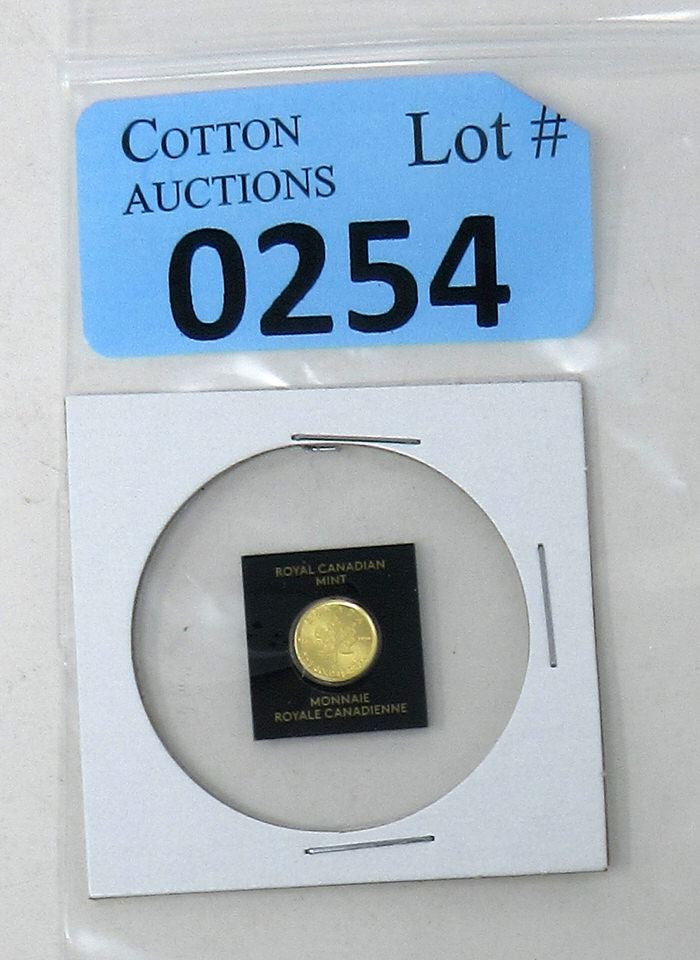 COTTON
AUCTIONS
Lot #
0254
ROYAL CANADIAN
MINT
MONNAIE
ROYALE CANADIENNE